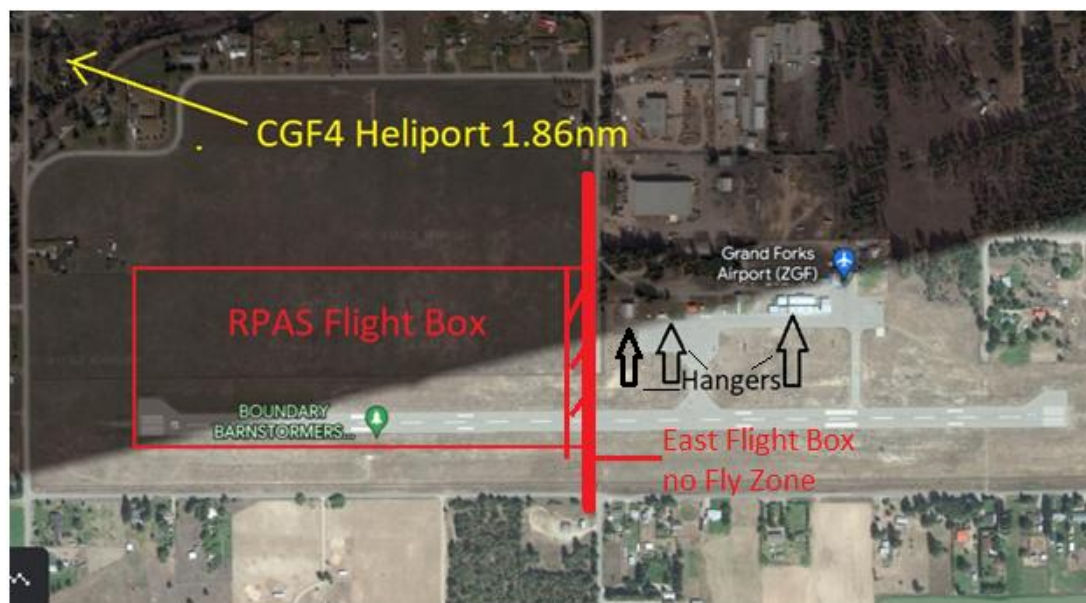 CGF4 Heliport 1.86nm
Grand Forks
Airport (ZGF)
RPAS Flight Box
Hangers
BOUNDARY
BARNSTORMERS...
East Flight Box
no Fly Zone